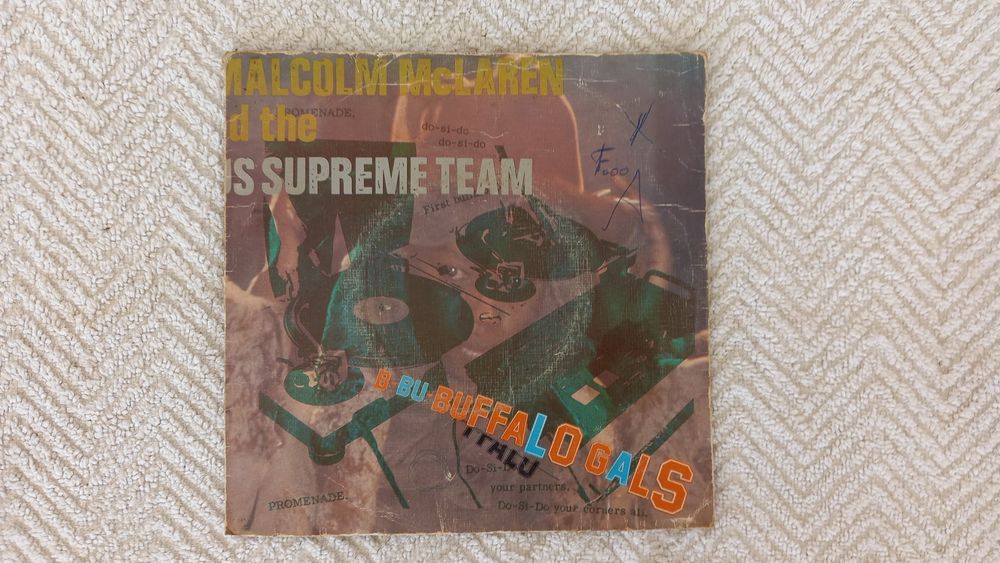 MALCOLM McLAREN
PROMENADE.
d the
do-si-do
do-si-do
S SUPREME TEAM
First
B-BU-BUFFALO GALS
Do-Si-D
your partners.
Do-Si-Do your corners all.
PROMENADE.